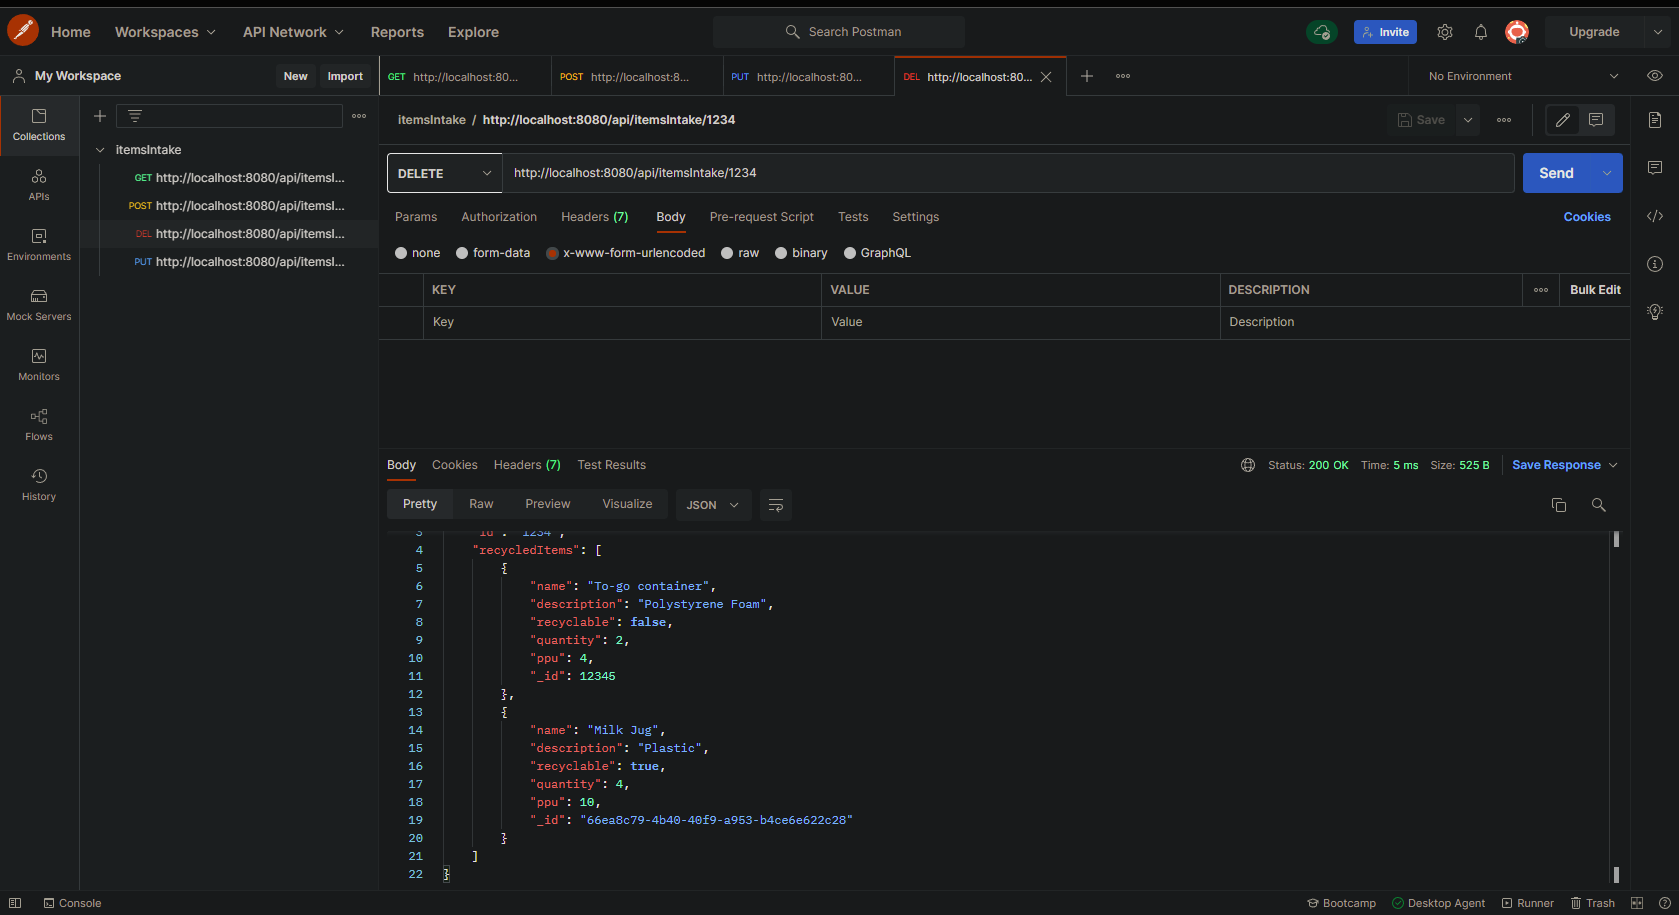 Home Workspaces API Network Reports Explore Search Postman Invite Upgrade
My Workspace New Import GET http://localhost:80... POST http://localhost:80... PUT http://localhost:80... DEL http://localhost:80... No Environment
Collections
APIs
Environments
Mock Servers
Monitors
Flows
History
itemsIntake
GET http://localhost:8080/api/itemsI...
POST http://localhost:8080/api/itemsI...
DEL http://localhost:8080/api/itemsI...
PUT http://localhost:8080/api/itemsI...
itemsIntake / http://localhost:8080/api/itemsIntake/1234 Save
DELETE http://localhost:8080/api/itemsIntake/1234 Send
Params Authorization Headers (7) Body Pre-request Script Tests Settings Cookies
none form-data x-www-form-urlencoded raw binary GraphQL
KEY VALUE DESCRIPTION Bulk Edit
Key Value Description
Body Cookies Headers (7) Test Results Status: 200 OK Time: 5 ms Size: 525 B Save Response
Pretty Raw Preview Visualize JSON
3 "id": "1234",
4 "recycledItems": [
5 {
6 "name": "To-go container",
7 "description": "Polystyrene Foam",
8 "recyclable": false,
9 "quantity": 2,
10 "ppu": 4,
11 "_id": 12345
12 },
13 {
14 "name": "Milk Jug",
15 "description": "Plastic",
16 "recyclable": true,
17 "quantity": 4,
18 "ppu": 10,
19 "_id": "66ea8c79-4b40-40f9-a953-b4ce6e622c28"
20 }
21 ]
22 }
Console Bootcamp Desktop Agent Runner Trash